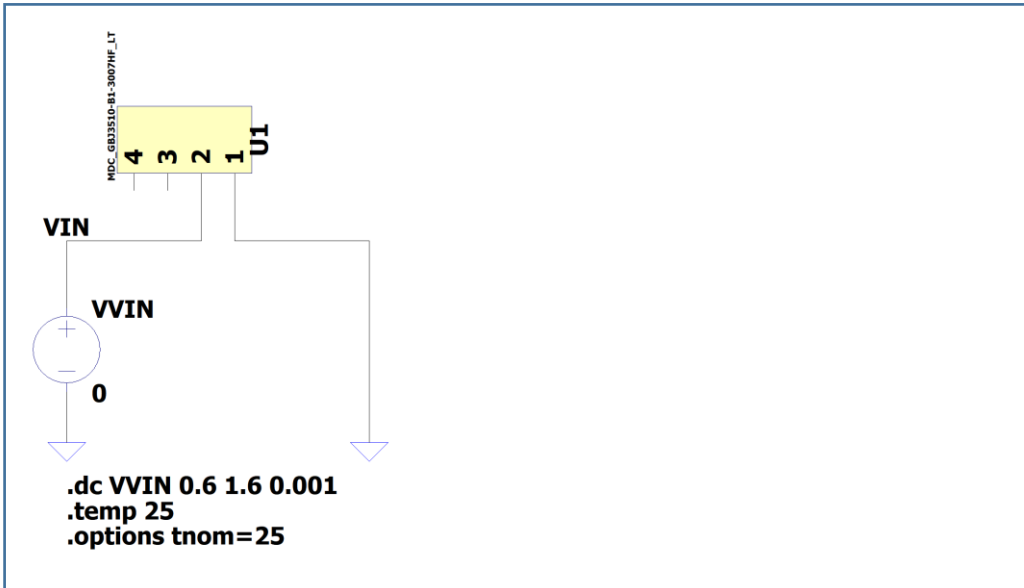 MDC_GBJ3510-B1-3007HF_LT
4 3 2 1
U1
VIN
VVIN
0
.dc VVIN 0.6 1.6 0.001
.temp 25
.options tnom=25